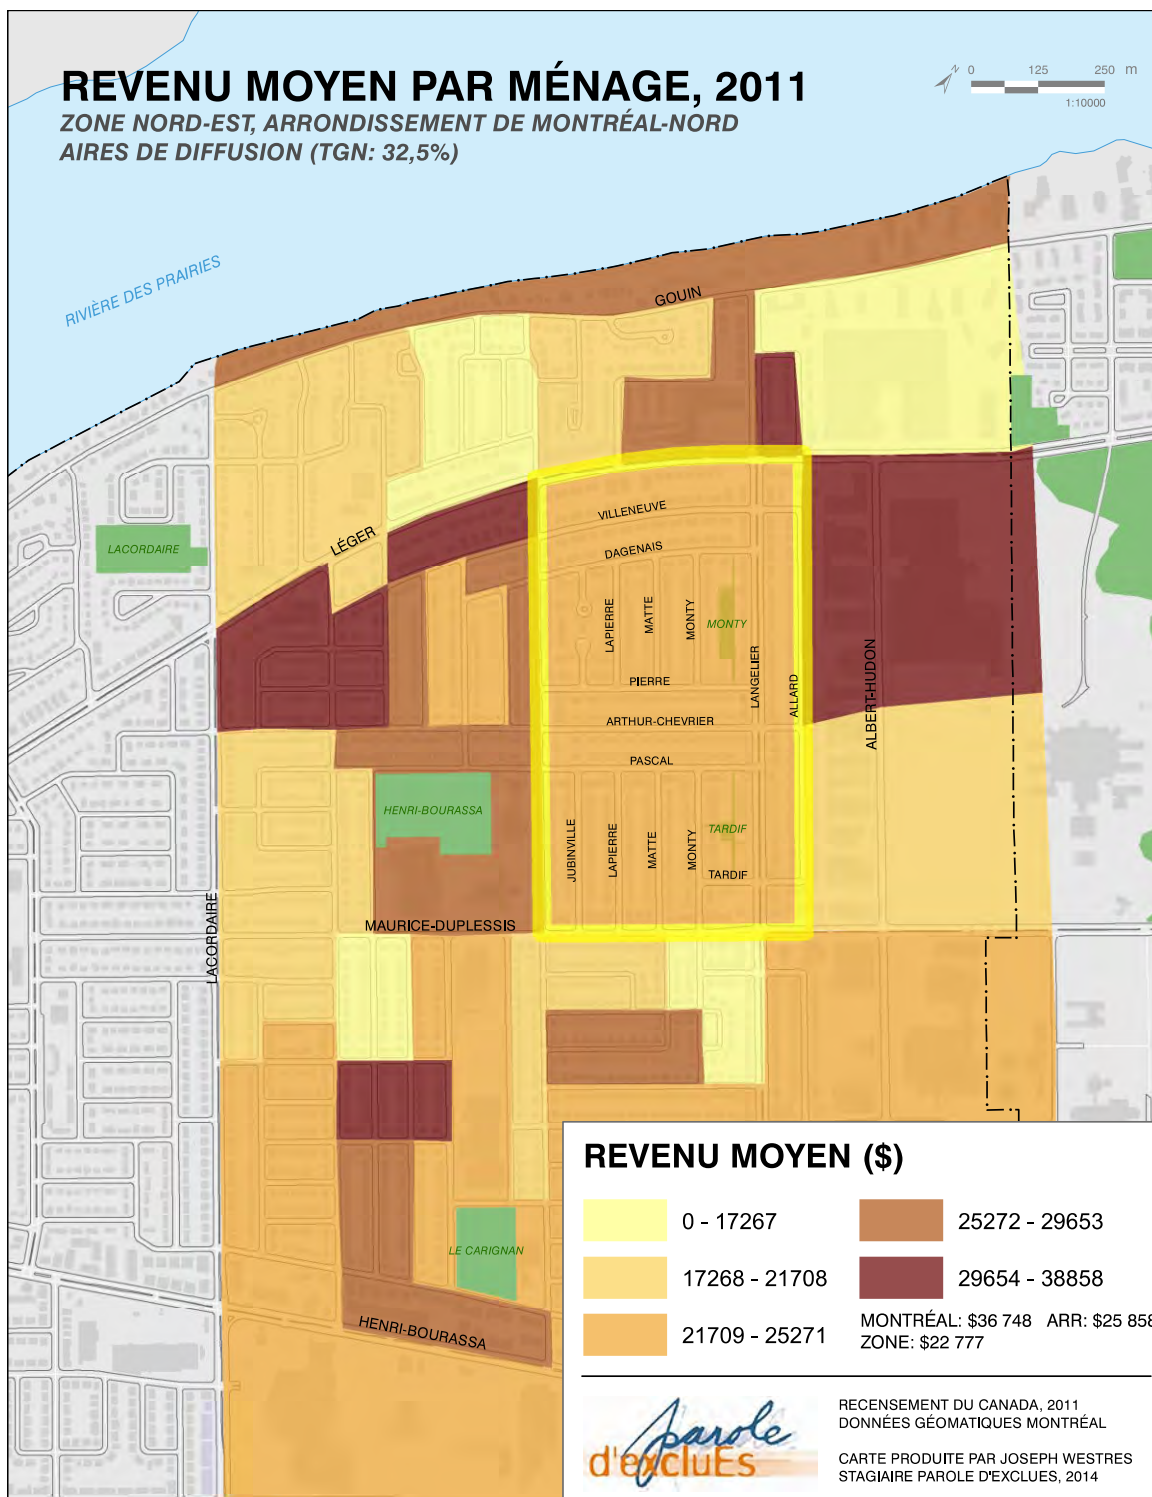 REVENU MOYEN PAR MÉNAGE, 2011
ZONE NORD-EST, ARRONDISSEMENT DE MONTRÉAL-NORD
AIRES DE DIFFUSION (TGN: 32,5%)
N 0 125 250 m
1:10000
RIVIÈRE DES PRAIRIES
GOUIN
LACORDAIRE
LÉGER
VILLENEUVE
DAGENAIS
LAPIERRE
MATTE
MONTY
MONTY
LANGELIER
ALLARD
ALBERT-HUDON
PIERRE
ARTHUR-CHEVRIER
PASCAL
HENRI-BOURASSA
JUBINVILLE
LAPIERRE
MATTE
MONTY
TARDIF
TARDIF
LACORDAIRE
MAURICE-DUPLESSIS
LE CARIGNAN
HENRI-BOURASSA
REVENU MOYEN ($)
0 - 17267
17268 - 21708
21709 - 25271
25272 - 29653
29654 - 38858
MONTRÉAL: $36 748 ARR: $25 858
ZONE: $22 777
parole
d'excluEs
RECENSEMENT DU CANADA, 2011
DONNÉES GÉOMATIQUES MONTRÉAL
CARTE PRODUITE PAR JOSEPH WESTRES
STAGIAIRE PAROLE D'EXCLUES, 2014